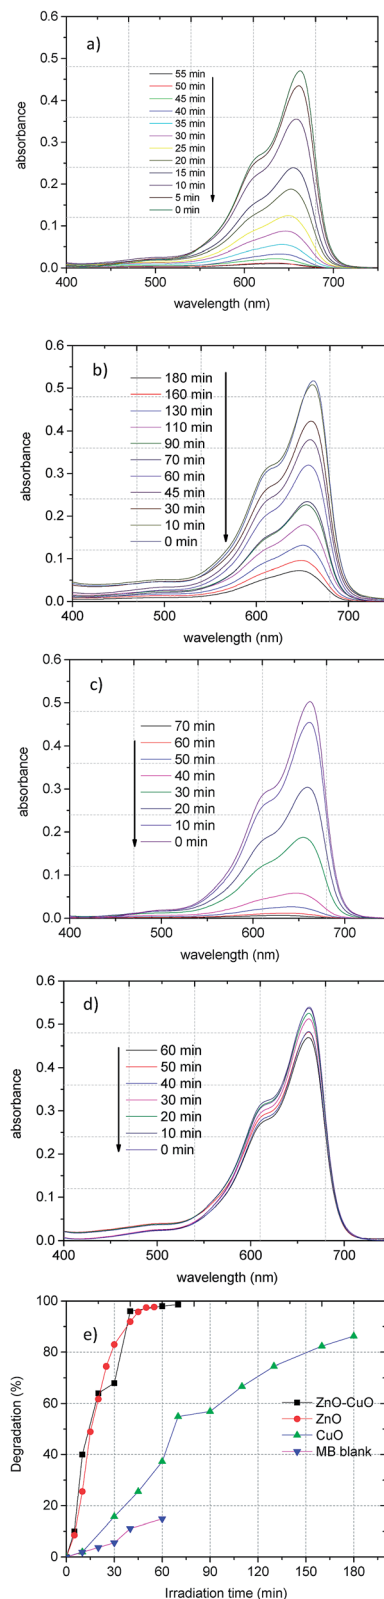 a)
0.6
0.5
0.4
0.3
0.2
0.1
0.0
absorbance
55 min
50 min
45 min
40 min
35 min
30 min
25 min
20 min
15 min
10 min
5 min
0 min
400 500 600 700
wavelength (nm)
b)
0.6
0.5
0.4
0.3
0.2
0.1
0.0
absorbance
180 min
160 min
130 min
110 min
90 min
70 min
60 min
45 min
30 min
10 min
0 min
400 500 600 700
wavelength (nm)
c)
0.6
0.5
0.4
0.3
0.2
0.1
0.0
absorbance
70 min
60 min
50 min
40 min
30 min
20 min
10 min
0 min
400 500 600 700
wavelength (nm)
d)
0.5
0.4
0.3
0.2
0.1
0.0
absorbance
60 min
50 min
40 min
30 min
20 min
10 min
0 min
400 500 600 700
wavelength (nm)
e)
100
80
60
40
20
0
Degradation (%)
ZnO-CuO
ZnO
CuO
MB blank
0 30 60 90 120 150 180
Irradiation time (min)